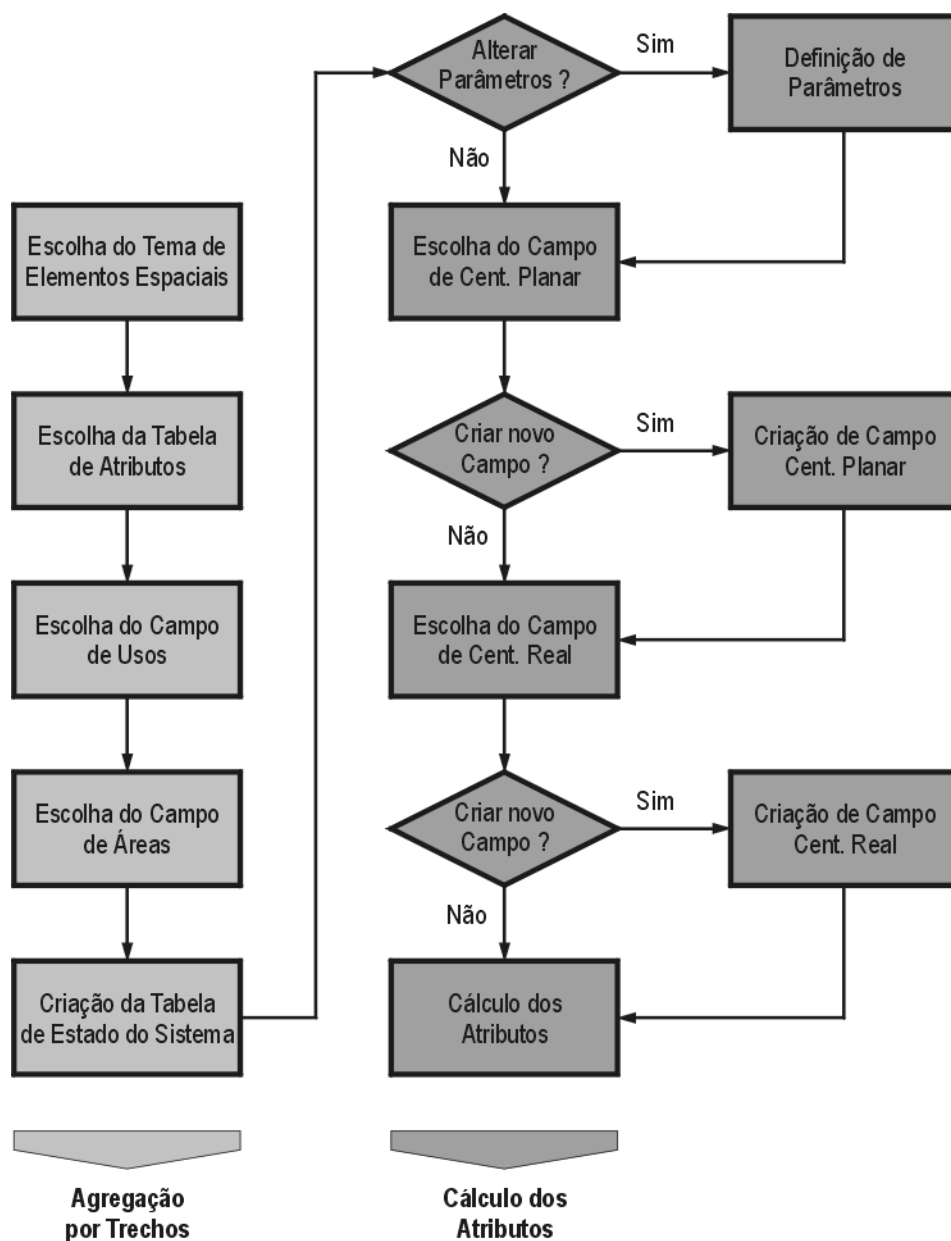 Alterar
Parâmetros ?
Sim
Definição de
Parâmetros
Não
Escolha do Tema de
Elementos Espaciais
Escolha do Campo
de Cent. Planar
Escolha da Tabela
de Atributos
Criar novo
Campo ?
Sim
Criação de Campo
Cent. Planar
Não
Escolha do Campo
de Usos
Escolha do Campo
de Cent. Real
Escolha do Campo
de Áreas
Criar novo
Campo ?
Sim
Criação de Campo
Cent. Real
Não
Criação da Tabela
de Estado do Sistema
Cálculo dos
Atributos
Agregação
por Trechos
Cálculo dos
Atributos